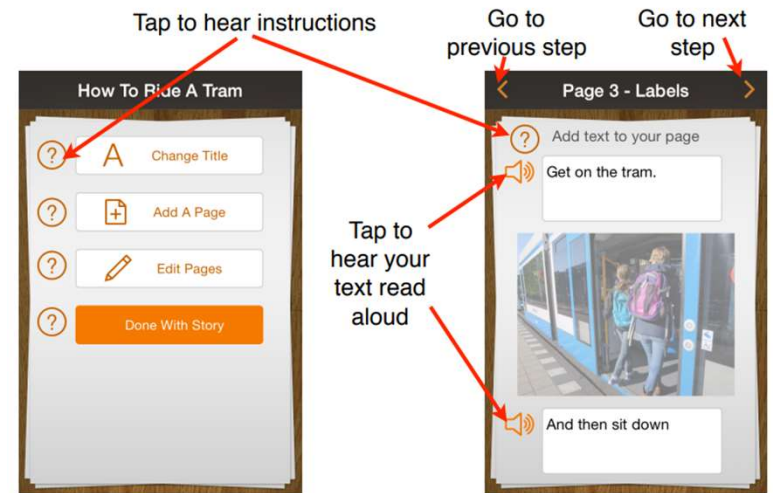 Tap to hear instructions
Go to
previous step
Go to next
step
How To Ride A Tram
? A Change Title
? Add A Page
? Edit Pages
? Done With Story
Page 3 - Labels
? Add text to your page
Get on the tram.
Tap to
hear your
text read
aloud
And then sit down